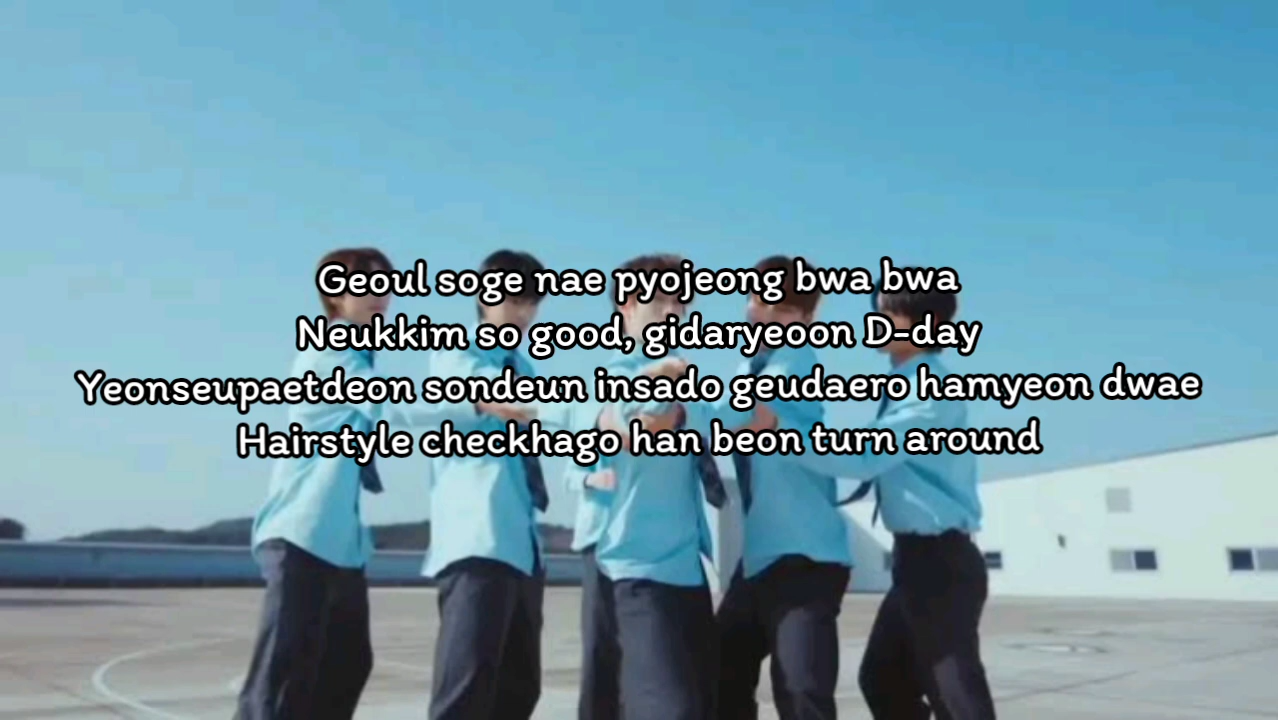 Geoul soge nae pyojeong bwa bwa
Neukkim so good, gidaryeoon D-day
Yeonseupaetdeon sondeun insado geudaero hamyeon dwae
Hairstyle checkhago han beon turn around